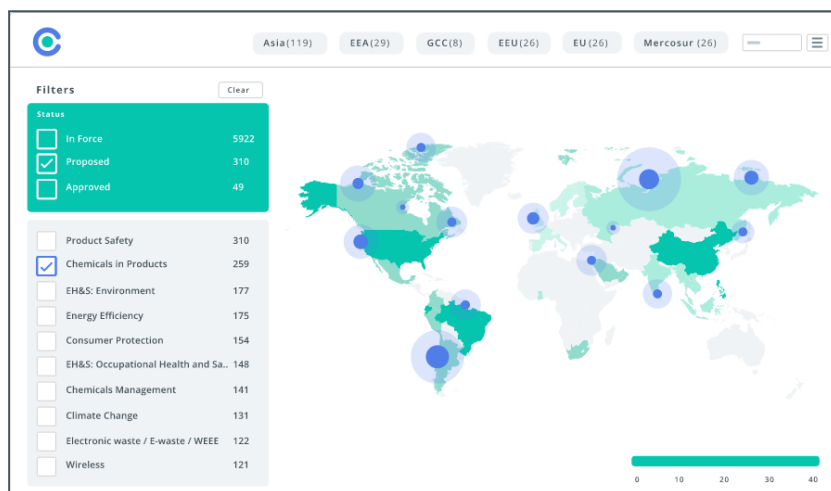 Asia(119) EEA(29) GCC(8) EEU(26) EU(26) Mercosur (26)
Filters Clear
Status
In Force 5922
Proposed 310
Approved 49
Product Safety 310
Chemicals in Products 259
EH&S: Environment 177
Energy Efficiency 175
Consumer Protection 154
EH&S: Occupational Health and Sa.. 148
Chemicals Management 141
Climate Change 131
Electronic waste / E-waste / WEEE 122
Wireless 121
0 10 20 30 40